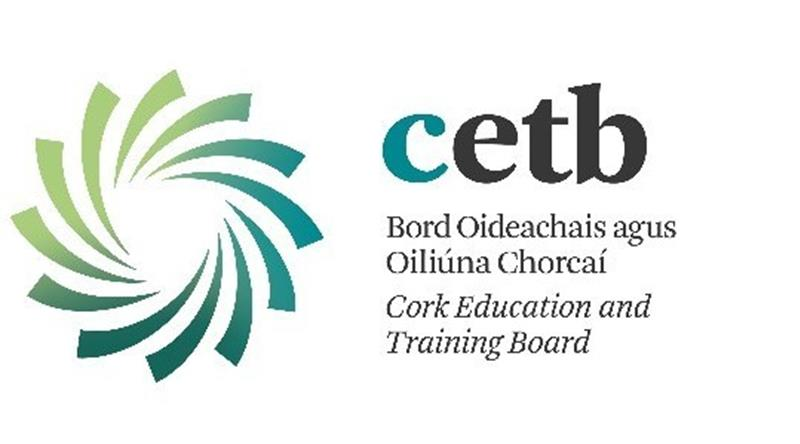 cetb
Bord Oideachais agus
Oiliúna Chorcaí
Cork Education and
Training Board